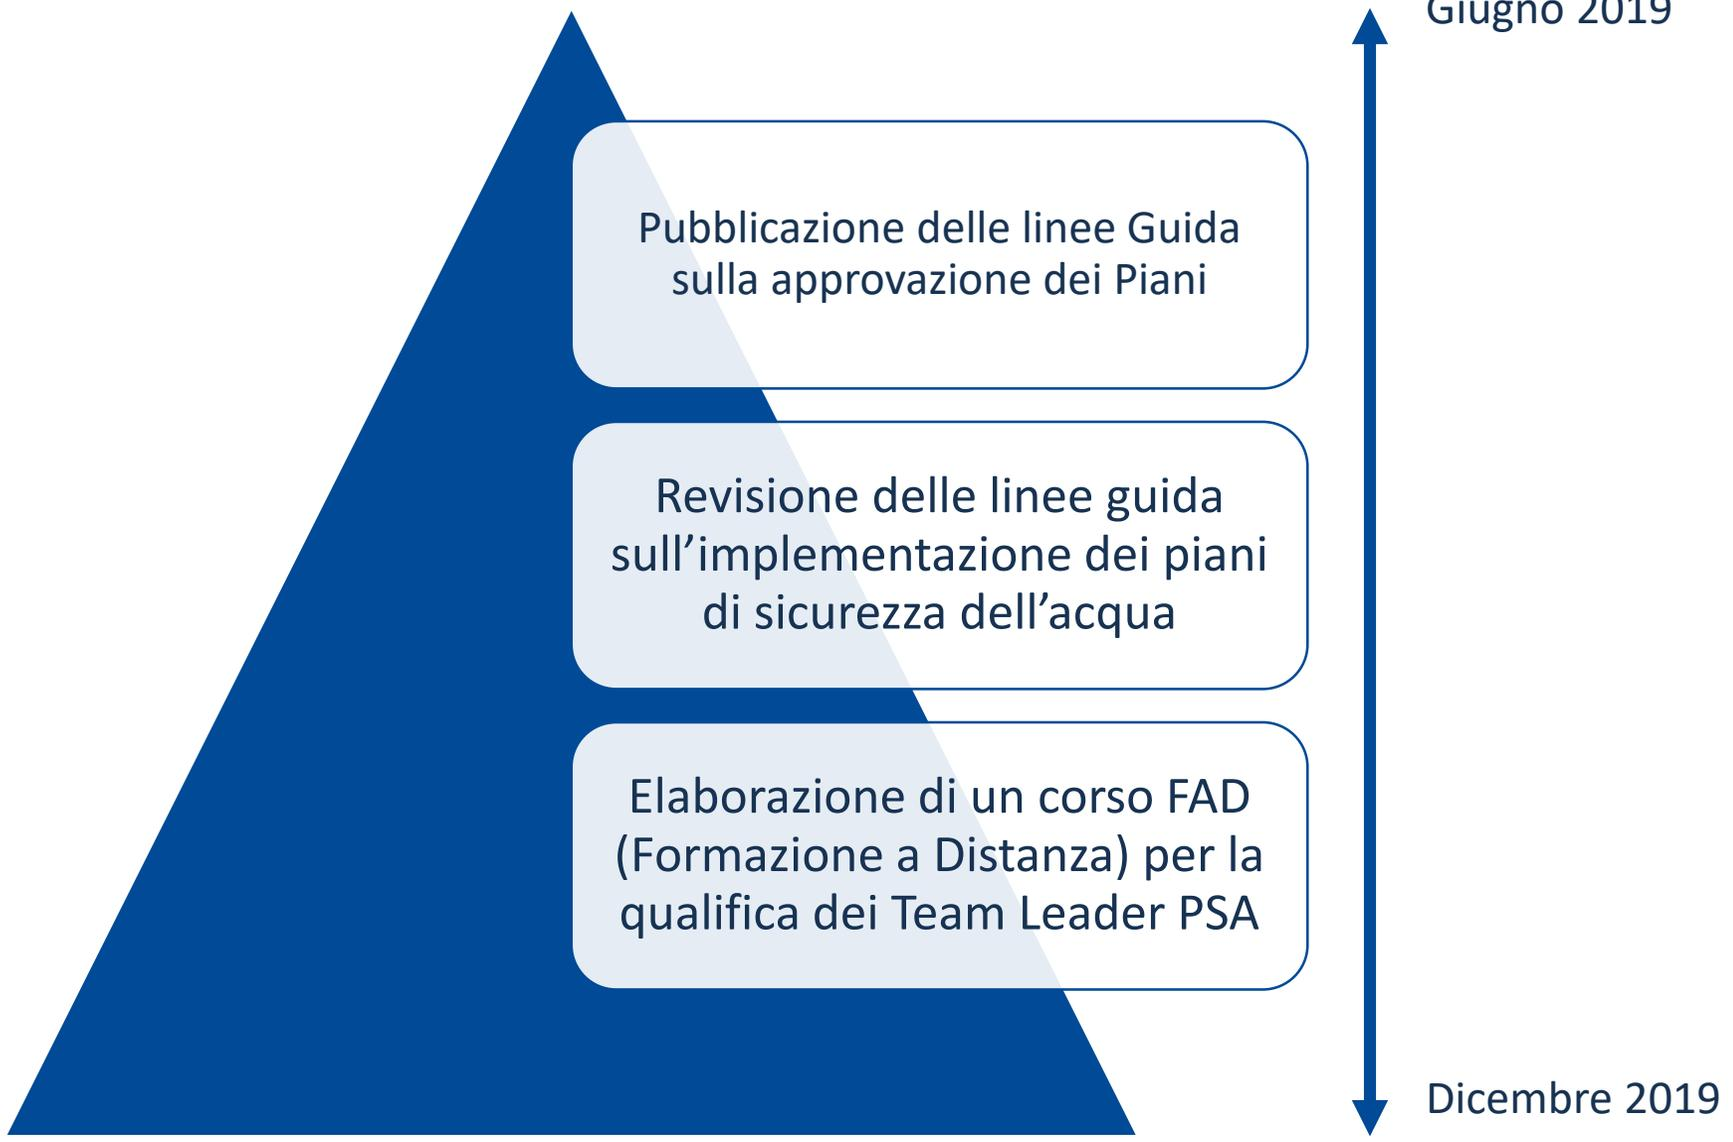 Giugno 2019
Pubblicazione delle linee Guida
sulla approvazione dei Piani
Revisione delle linee guida
sull’implementazione dei piani
di sicurezza dell’acqua
Elaborazione di un corso FAD
(Formazione a Distanza) per la
qualifica dei Team Leader PSA
Dicembre 2019